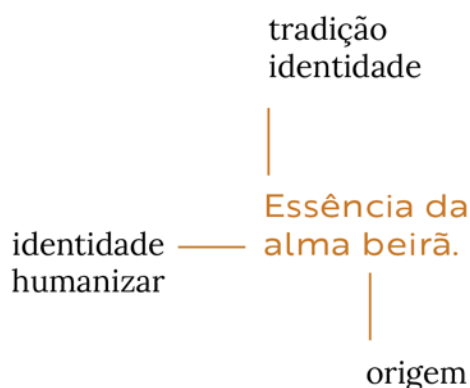 tradição
identidade
Essência da
alma beirã.
identidade
humanizar
origem